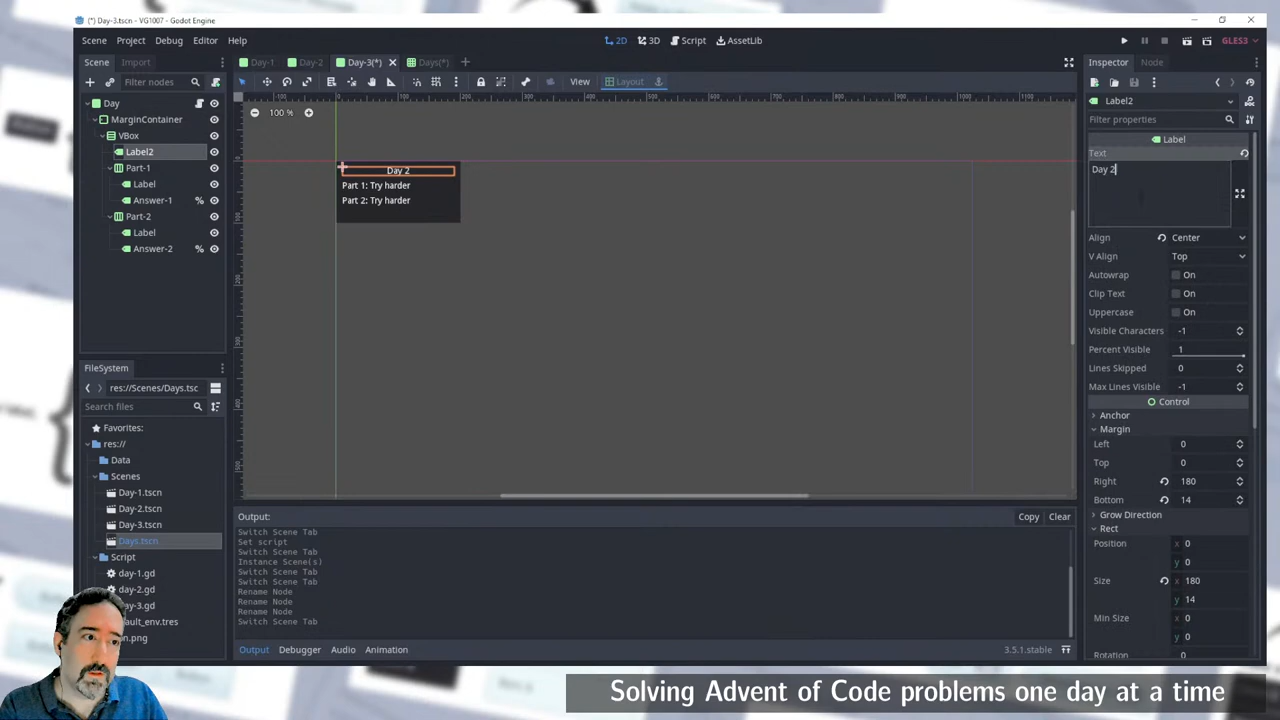 (*) Day-3.tscn - VG1007 - Godot Engine
Scene Project Debug Editor Help
2D 3D Script AssetLib
GLES3
Scene Import
Filter nodes
Day
MarginContainer
VBox
Label2
Part-1
Label
Answer-1 %
Part-2
Label
Answer-2 %
Day-1 Day-2 Day-3(*) Days(*)
View Layout
100 %
Day 2
Part 1: Try harder
Part 2: Try harder
FileSystem
res://Scenes/Days.tsc
Search files
Favorites:
res://
Data
Scenes
Day-1.tscn
Day-2.tscn
Day-3.tscn
Days.tscn
Script
day-1.gd
day-2.gd
y-3.gd
ault_env.tres
n.png
Output: Copy Clear
Switch Scene Tab
Set script
Switch Scene Tab
Instance Scene(s)
Switch Scene Tab
Switch Scene Tab
Rename Node
Rename Node
Rename Node
Switch Scene Tab
Output Debugger Audio Animation 3.5.1.stable
Inspector Node
Label2
Filter properties
Label
Text
Day 2
Align Center
V Align Top
Autowrap On
Clip Text On
Uppercase On
Visible Characters -1
Percent Visible 1
Lines Skipped 0
Max Lines Visible -1
Control
Anchor
Margin
Left 0
Top 0
Right 180
Bottom 14
Grow Direction
Rect
Position x 0
y 0
Size x 180
y 14
Min Size x 0
y 0
Rotation 0
Solving Advent of Code problems one day at a time